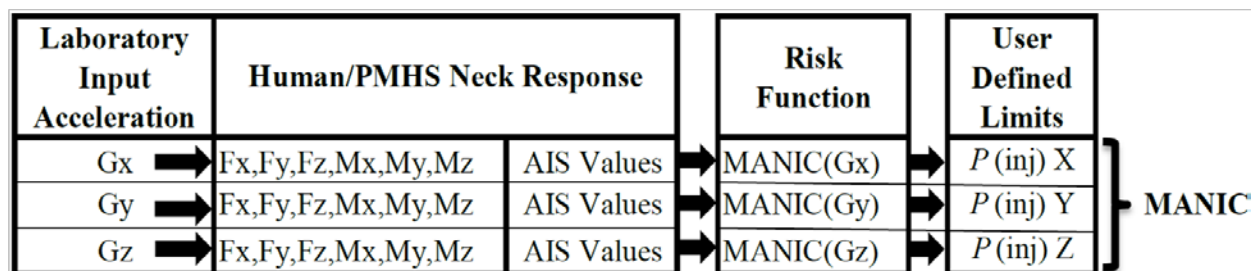 Laboratory Input Acceleration
Human/PMHS Neck Response
Risk Function
User Defined Limits
Gx Fx,Fy,Fz,Mx,My,Mz AIS Values MANIC(Gx) P (inj) X
Gy Fx,Fy,Fz,Mx,My,Mz AIS Values MANIC(Gy) P (inj) Y
Gz Fx,Fy,Fz,Mx,My,Mz AIS Values MANIC(Gz) P (inj) Z
MANIC